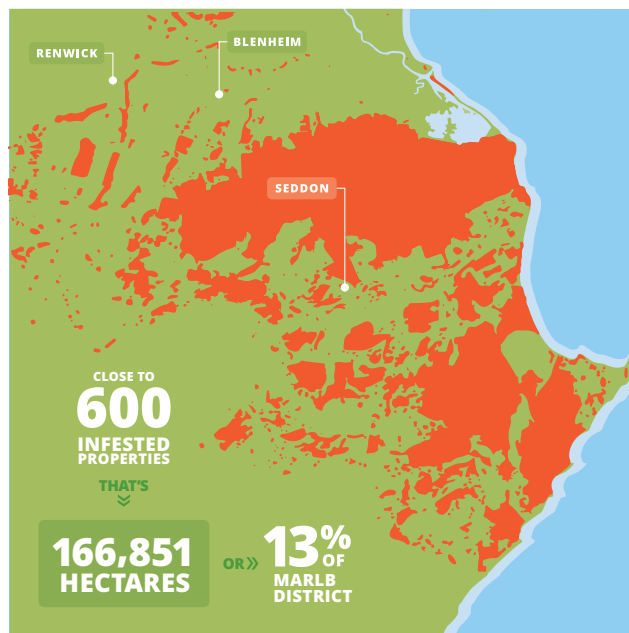 RENWICK
BLENHEIM
SEDDON
CLOSE TO
600
INFESTED
PROPERTIES
THAT'S
166,851
HECTARES
OR
13%
OF
MARLB
DISTRICT